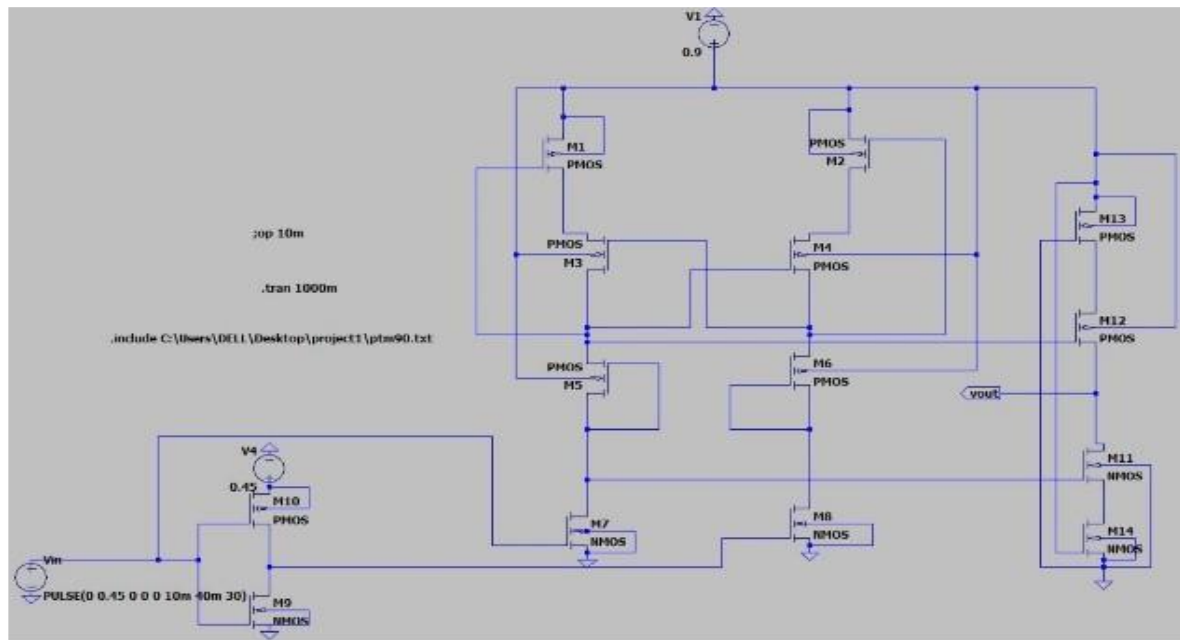 V1
0.9
M1
PMOS
PMOS
M2
;op 10m
PMOS
M3
M4
PMOS
M13
PMOS
.tran 1000m
M12
PMOS
.include C:\Users\DELL\Desktop\project1\ptm90.txt
PMOS
M5
M6
PMOS
vout
V4
0.45
M10
PMOS
M11
NMOS
M7
NMOS
M8
NMOS
M14
NMOS
Vin
PULSE(0 0.45 0 0 0 10m 40m 30)
M9
NMOS